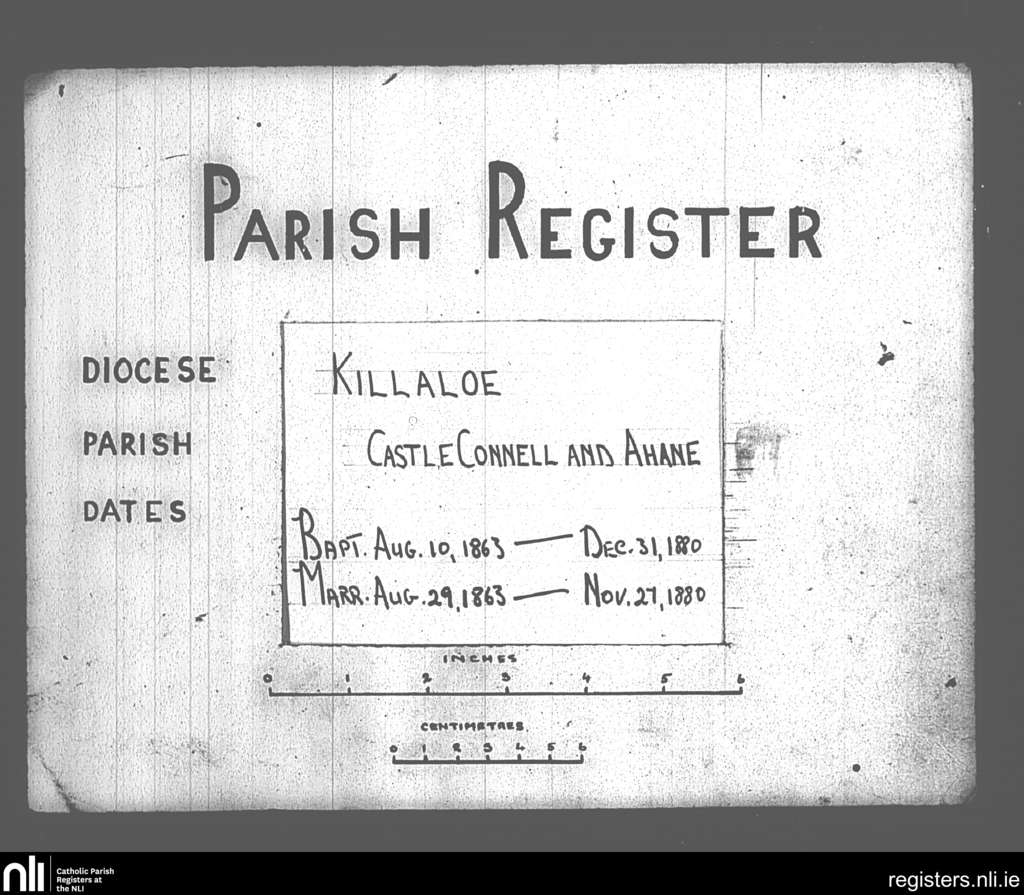 PARISH REGISTER
DIOCESE KILLALOE
PARISH CASTLECONNELL AND AHANE
DATES
BAPT. AUG. 10, 1863 — DEC. 31, 1880
MARR. AUG. 29, 1863 — NOV. 27, 1880
INCHES
0 1 2 3 4 5 6
CENTIMETRES
0 1 2 3 4 5 6
nli Catholic Parish
Registers at
the NLI
registers.nli.ie